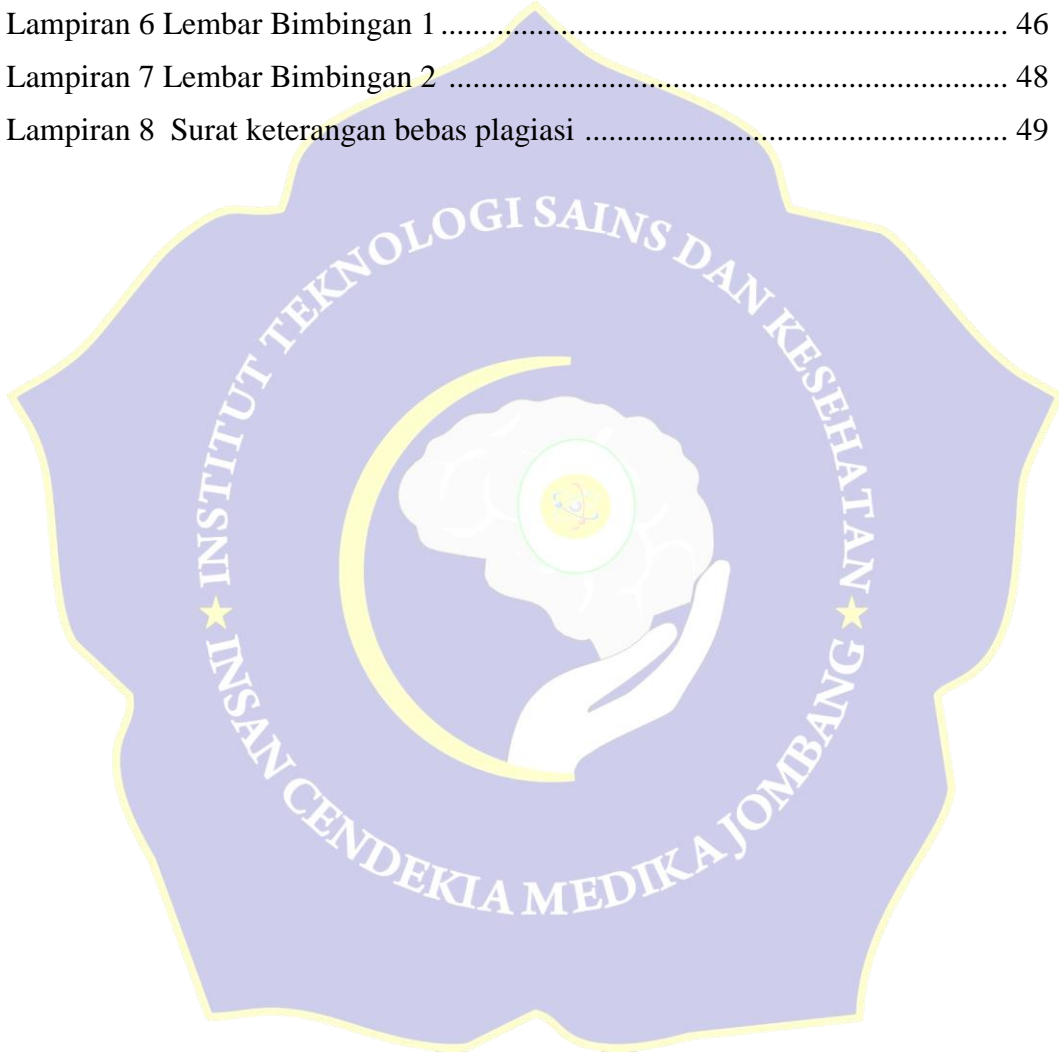 Lampiran 6 Lembar Bimbingan 1 ....................................................................... 46
Lampiran 7 Lembar Bimbingan 2 ...................................................................... 48
Lampiran 8  Surat keterangan bebas plagiasi ..................................................... 49
INSTITUT TEKNOLOGI SAINS DAN KESEHATAN
★ INSAN CENDEKIA MEDIKA JOMBANG ★